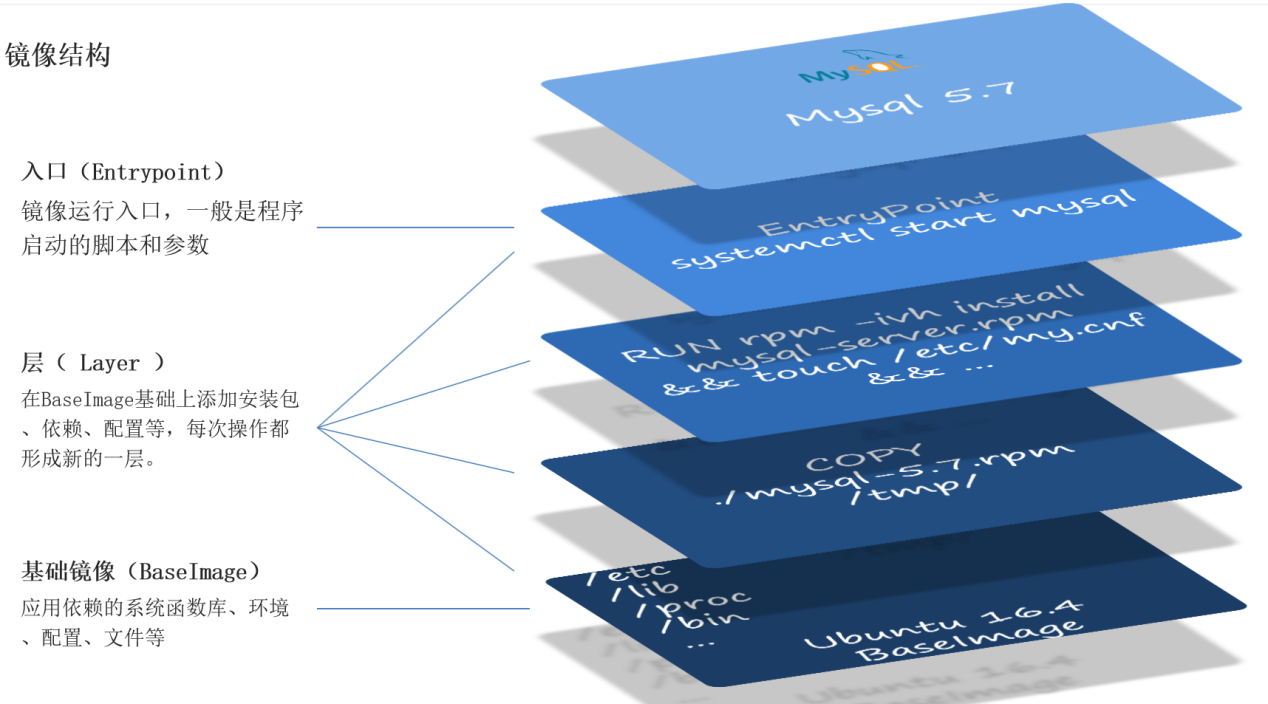 镜像结构
入口（Entrypoint）
镜像运行入口，一般是程序
启动的脚本和参数
层（ Layer ）
在BaseImage基础上添加安装包
、依赖、配置等，每次操作都
形成新的一层。
基础镜像（BaseImage）
应用依赖的系统函数库、环境
、配置、文件等
MySQL
Mysql 5.7
EntryPoint
systemctl start mysql
RUN rpm -ivh install
mysql-server.rpm
&& touch /etc/my.cnf
&& ...
COPY
./mysql-5.7.rpm
/tmp/
/etc
/lib
/proc
/bin
...
Ubuntu 16.4
BaseImage